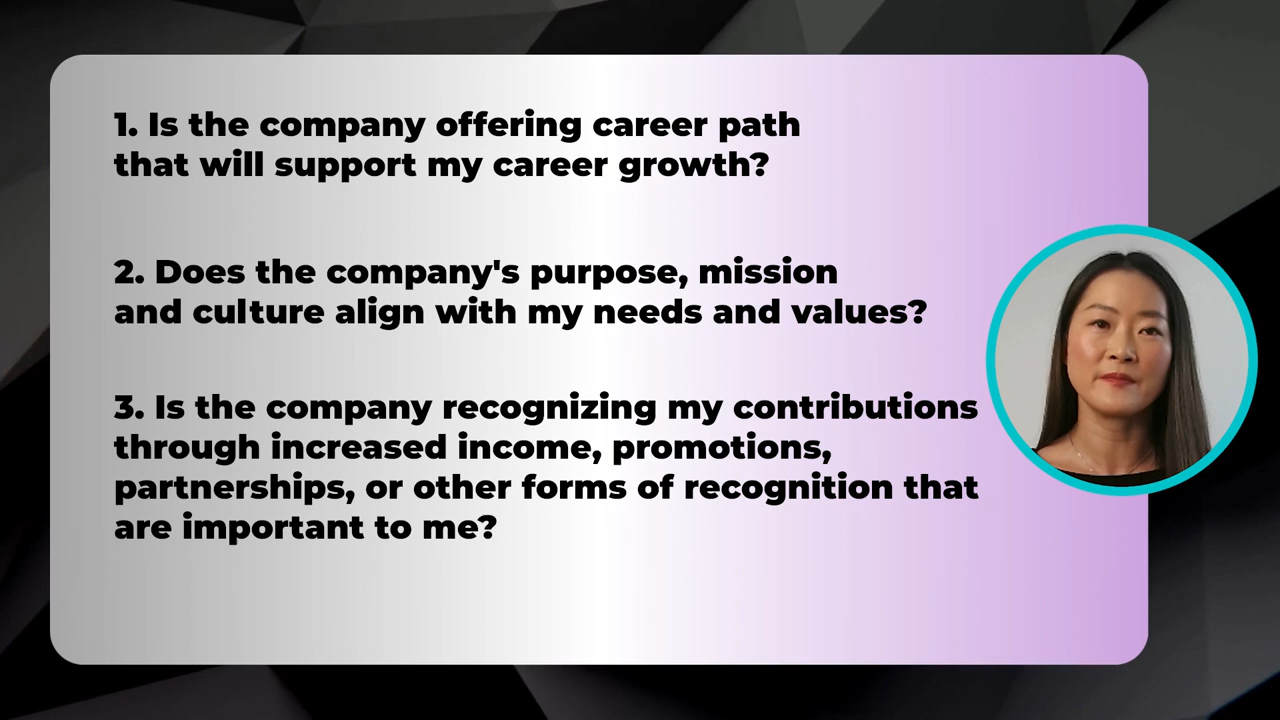 1. Is the company offering career path
that will support my career growth?
2. Does the company's purpose, mission
and culture align with my needs and values?
3. Is the company recognizing my contributions
through increased income, promotions,
partnerships, or other forms of recognition that
are important to me?